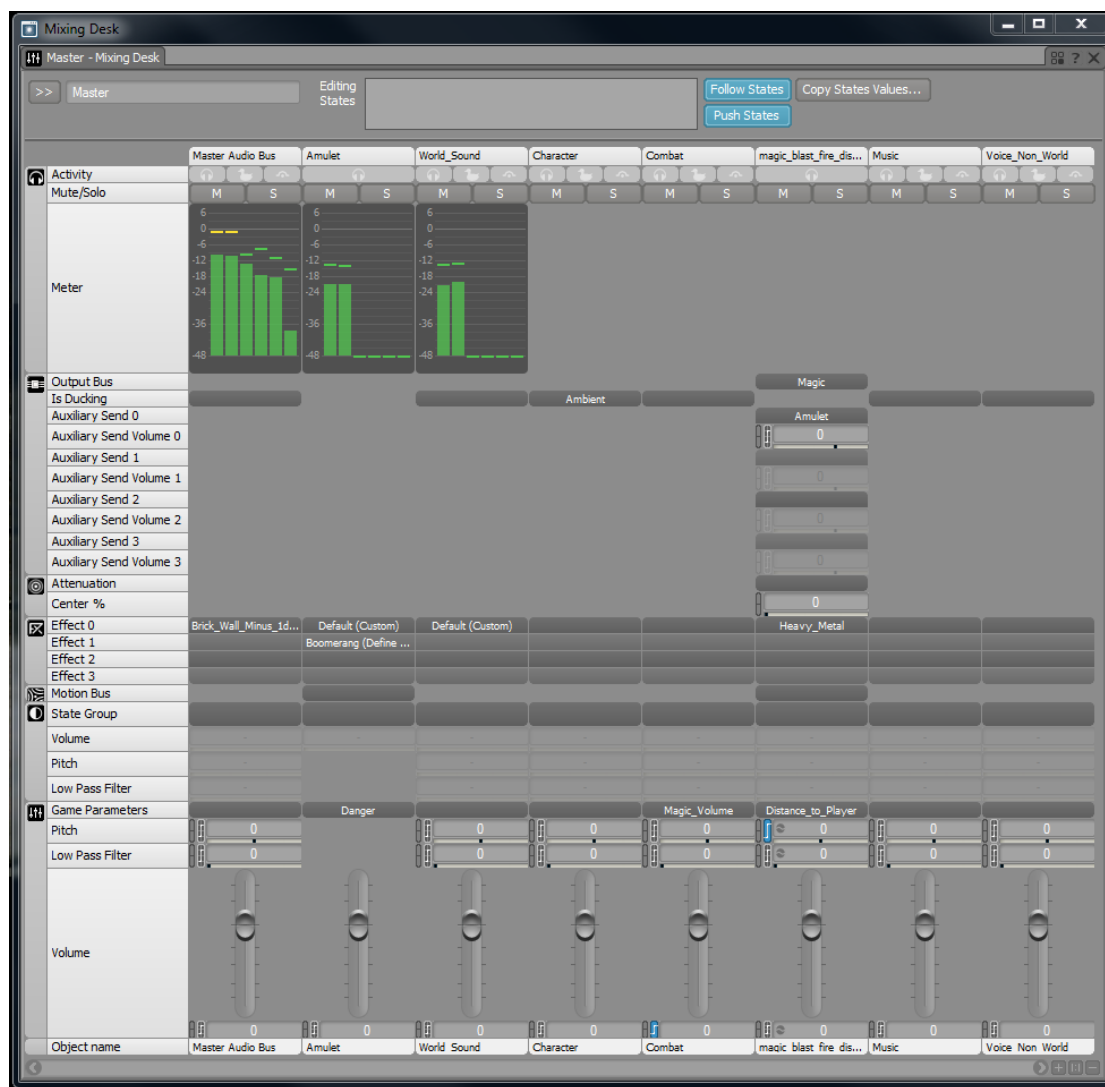 Mixing Desk
Master - Mixing Desk
? X
>> Master Editing States Follow States Copy States Values...
Push States
Master Audio Bus Amulet World_Sound Character Combat magic_blast_fire_dis... Music Voice_Non_World
Activity
Mute/Solo M S M S M S M S M S M S M S M S
Meter
6 6 6
0 0 0
-6 -6 -6
-12 -12 -12
-18 -18 -18
-24 -24 -24
-36 -36 -36
-48 -48 -48
Output Bus Magic
Is Ducking Ambient
Auxiliary Send 0 Amulet
Auxiliary Send Volume 0 0
Auxiliary Send 1
Auxiliary Send Volume 1 0
Auxiliary Send 2
Auxiliary Send Volume 2 0
Auxiliary Send 3
Auxiliary Send Volume 3 0
Attenuation
Center % 0
Effect 0 Brick_Wall_Minus_1d... Default (Custom) Default (Custom) Heavy_Metal
Effect 1 Boomerang (Define ...
Effect 2
Effect 3
Motion Bus
State Group
Volume - - - - - - - -
Pitch - - - - - - -
Low Pass Filter - - - - - - -
Game Parameters Danger Magic_Volume Distance_to_Player
Pitch 0 0 0 0 0 0 0
Low Pass Filter 0 0 0 0 0 0 0
Volume
0 0 0 0 0 0 0 0
Object name Master Audio Bus Amulet World_Sound Character Combat magic_blast_fire_dis... Music Voice_Non_World
1:1